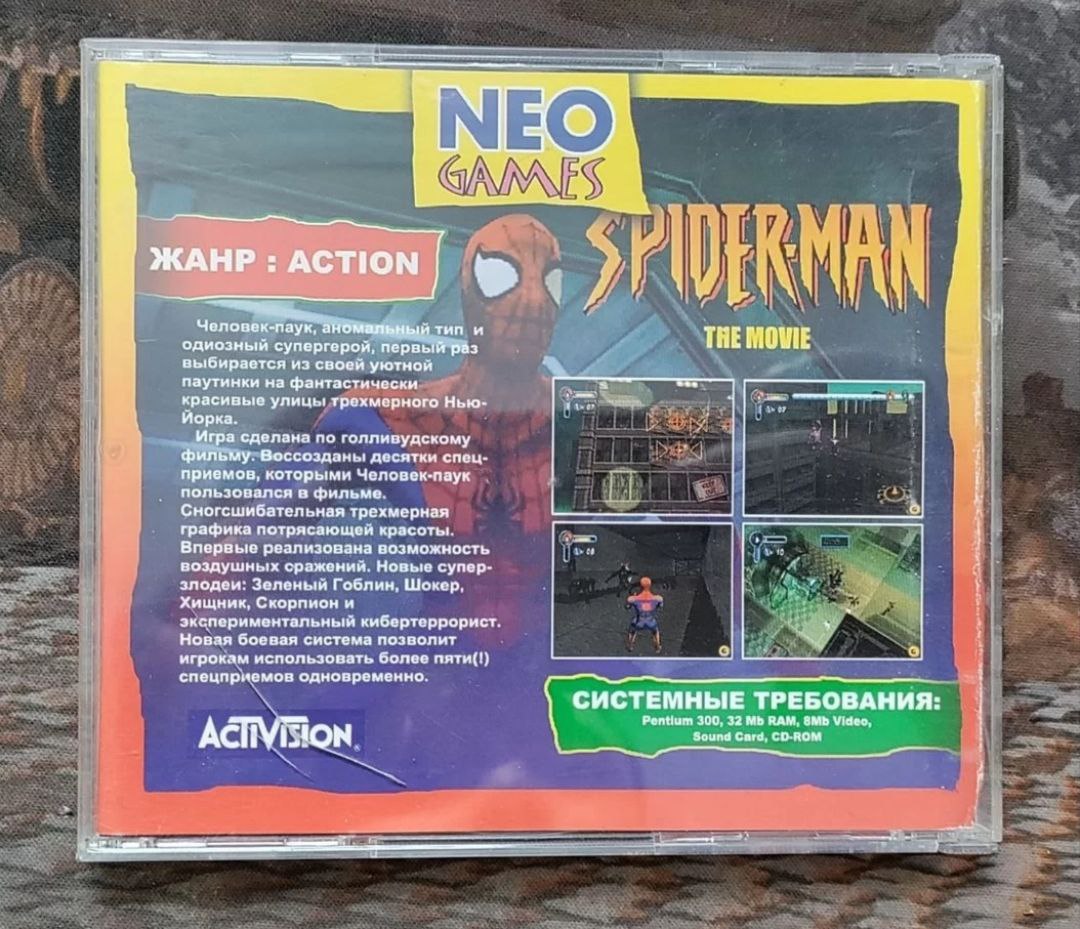 NEO
GAMES
ЖАНР : ACTION
SPIDER-MAN
THE MOVIE
Человек-паук, аномальный тип и
одиозный супергерой, первый раз
выбирается из своей уютной
паутинки на фантастически
красивые улицы трехмерного Нью-
Йорка.
Игра сделана по голливудскому
фильму. Воссозданы десятки спец-
приемов, которыми Человек-паук
пользовался в фильме.
Сногсшибательная трехмерная
графика потрясающей красоты.
Впервые реализована возможность
воздушных сражений. Новые супер-
злодеи: Зеленый Гоблин, Шокер,
Хищник, Скорпион и
экспериментальный кибертеррорист.
Новая боевая система позволит
игрокам использовать более пяти(!)
спецприемов одновременно.
ACTIVISION
СИСТЕМНЫЕ ТРЕБОВАНИЯ:
Pentium 300, 32 Mb RAM, 8Mb Video,
Sound Card, CD-ROM